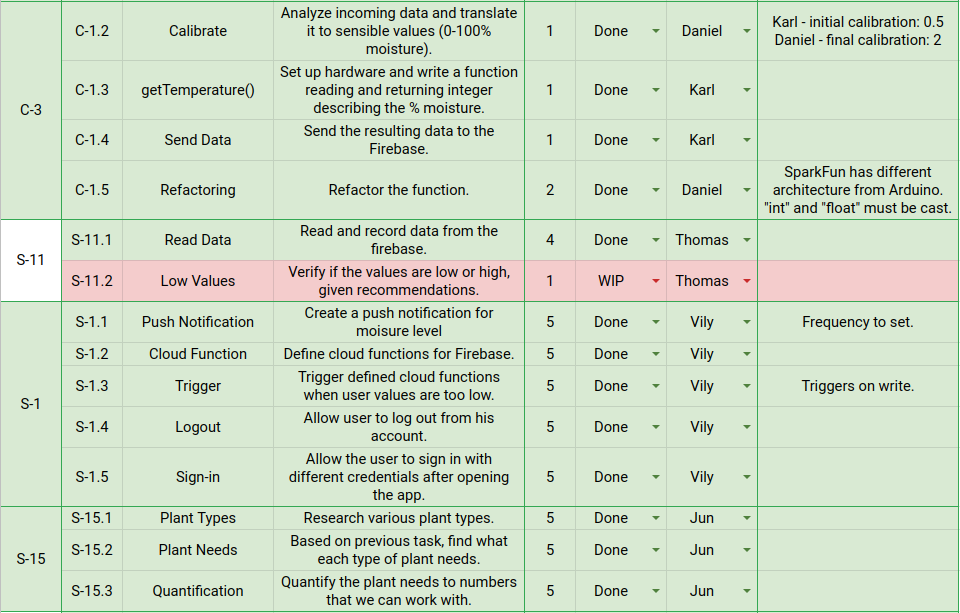 C-3
C-1.2
Calibrate
Analyze incoming data and translate
it to sensible values (0-100%
moisture).
1
Done
Daniel
Karl - initial calibration: 0.5
Daniel - final calibration: 2
C-1.3
getTemperature()
Set up hardware and write a function
reading and returning integer
describing the % moisture.
1
Done
Karl
C-1.4
Send Data
Send the resulting data to the
Firebase.
1
Done
Karl
C-1.5
Refactoring
Refactor the function.
2
Done
Daniel
SparkFun has different
architecture from Arduino.
"int" and "float" must be cast.
S-11
S-11.1
Read Data
Read and record data from the
firebase.
4
Done
Thomas
S-11.2
Low Values
Verify if the values are low or high,
given recommendations.
1
WIP
Thomas
S-1
S-1.1
Push Notification
Create a push notification for
moisure level
5
Done
Vily
Frequency to set.
S-1.2
Cloud Function
Define cloud functions for Firebase.
5
Done
Vily
S-1.3
Trigger
Trigger defined cloud functions
when user values are too low.
5
Done
Vily
Triggers on write.
S-1.4
Logout
Allow user to log out from his
account.
5
Done
Vily
S-1.5
Sign-in
Allow the user to sign in with
different credentials after opening
the app.
5
Done
Vily
S-15
S-15.1
Plant Types
Research various plant types.
5
Done
Jun
S-15.2
Plant Needs
Based on previous task, find what
each type of plant needs.
5
Done
Jun
S-15.3
Quantification
Quantify the plant needs to numbers
that we can work with.
5
Done
Jun